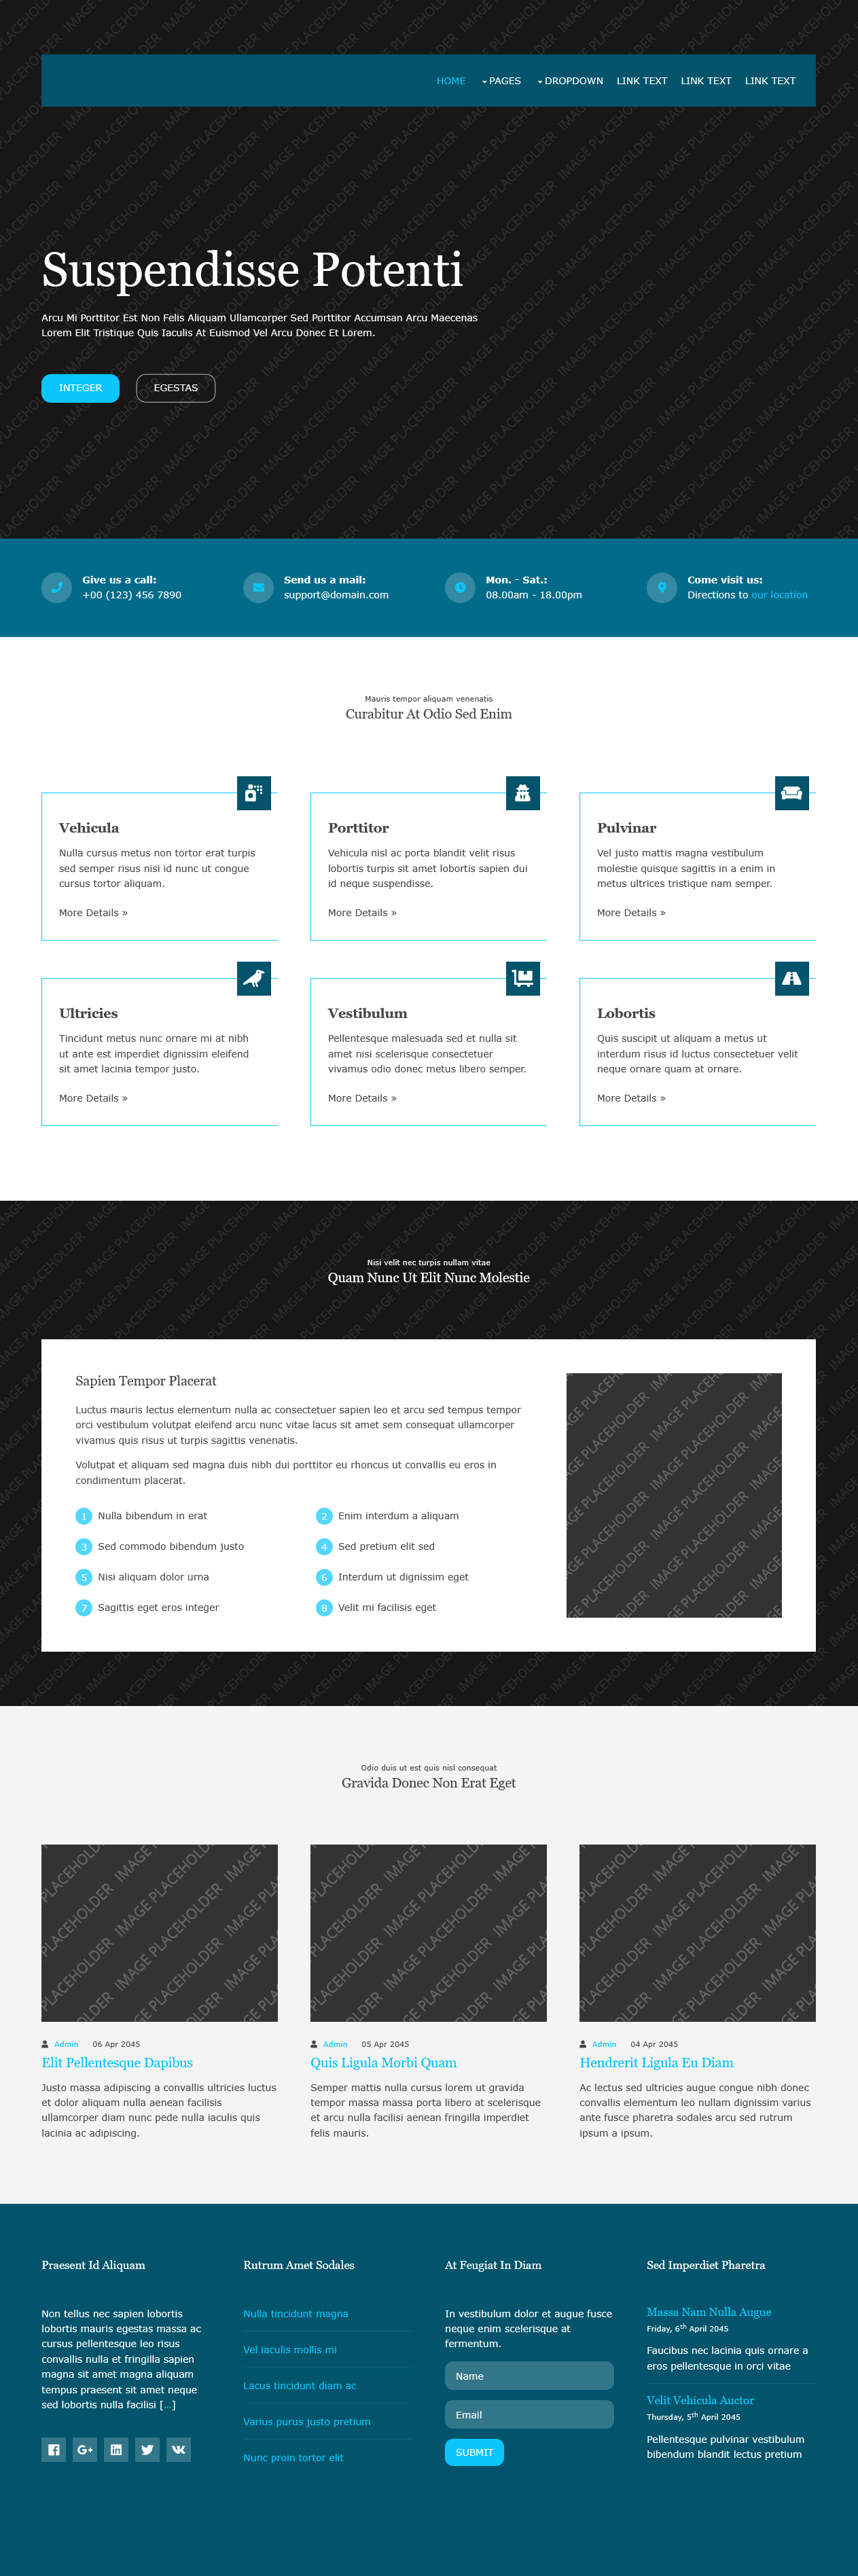 HOME PAGES DROPDOWN LINK TEXT LINK TEXT LINK TEXT
Suspendisse Potenti
Arcu Mi Porttitor Est Non Felis Aliquam Ullamcorper Sed Porttitor Accumsan Arcu Maecenas
Lorem Elit Tristique Quis Iaculis At Euismod Vel Arcu Donec Et Lorem.
INTEGER EGESTAS
Give us a call:
+00 (123) 456 7890
Send us a mail:
support@domain.com
Mon. - Sat.:
08.00am - 18.00pm
Come visit us:
Directions to our location
Mauris tempor aliquam venenatis
Curabitur At Odio Sed Enim
Vehicula
Nulla cursus metus non tortor erat turpis
sed semper risus nisi id nunc ut congue
cursus tortor aliquam.
More Details »
Porttitor
Vehicula nisl ac porta blandit velit risus
lobortis turpis sit amet lobortis sapien dui
id neque suspendisse.
More Details »
Pulvinar
Vel justo mattis magna vestibulum
molestie quisque sagittis in a enim in
metus ultrices tristique nam semper.
More Details »
Ultricies
Tincidunt metus nunc ornare mi at nibh
ut ante est imperdiet dignissim eleifend
sit amet lacinia tempor justo.
More Details »
Vestibulum
Pellentesque malesuada sed et nulla sit
amet nisi scelerisque consectetuer
vivamus odio donec metus libero semper.
More Details »
Lobortis
Quis suscipit ut aliquam a metus ut
interdum risus id luctus consectetuer velit
neque ornare quam at ornare.
More Details »
Nisi velit nec turpis nullam vitae
Quam Nunc Ut Elit Nunc Molestie
Sapien Tempor Placerat
Luctus mauris lectus elementum nulla ac consectetuer sapien leo et arcu sed tempus tempor
orci vestibulum volutpat eleifend arcu nunc vitae lacus sit amet sem consequat ullamcorper
vivamus quis risus ut turpis sagittis venenatis.
Volutpat et aliquam sed magna duis nibh dui porttitor eu rhoncus ut convallis eu eros in
condimentum placerat.
1 Nulla bibendum in erat
2 Enim interdum a aliquam
3 Sed commodo bibendum justo
4 Sed pretium elit sed
5 Nisi aliquam dolor urna
6 Interdum ut dignissim eget
7 Sagittis eget eros integer
8 Velit mi facilisis eget
IMAGE PLACEHOLDER
Odio duis ut est quis nisl consequat
Gravida Donec Non Erat Eget
IMAGE PLACEHOLDER
Admin 06 Apr 2045
Elit Pellentesque Dapibus
Justo massa adipiscing a convallis ultricies luctus
et dolor aliquam nulla aenean facilisis
ullamcorper diam nunc pede nulla iaculis quis
lacinia ac adipiscing.
IMAGE PLACEHOLDER
Admin 05 Apr 2045
Quis Ligula Morbi Quam
Semper mattis nulla cursus lorem ut gravida
tempor massa massa porta libero at scelerisque
et arcu nulla facilisi aenean fringilla imperdiet
felis mauris.
IMAGE PLACEHOLDER
Admin 04 Apr 2045
Hendrerit Ligula Eu Diam
Ac lectus sed ultricies augue congue nibh donec
convallis elementum leo nullam dignissim varius
ante fusce pharetra sodales arcu sed rutrum
ipsum a ipsum.
Praesent Id Aliquam
Non tellus nec sapien lobortis
lobortis mauris egestas massa ac
cursus pellentesque leo risus
convallis nulla et fringilla sapien
magna sit amet magna aliquam
tempus praesent sit amet neque
sed lobortis nulla facilisi […]
Rutrum Amet Sodales
Nulla tincidunt magna
Vel iaculis mollis mi
Lacus tincidunt diam ac
Varius purus justo pretium
Nunc proin tortor elit
At Feugiat In Diam
In vestibulum dolor et augue fusce
neque enim scelerisque at
fermentum.
Name
Email
SUBMIT
Sed Imperdiet Pharetra
Massa Nam Nulla Augue
Friday, 6th April 2045
Faucibus nec lacinia quis ornare a
eros pellentesque in orci vitae
Velit Vehicula Auctor
Thursday, 5th April 2045
Pellentesque pulvinar vestibulum
bibendum blandit lectus pretium